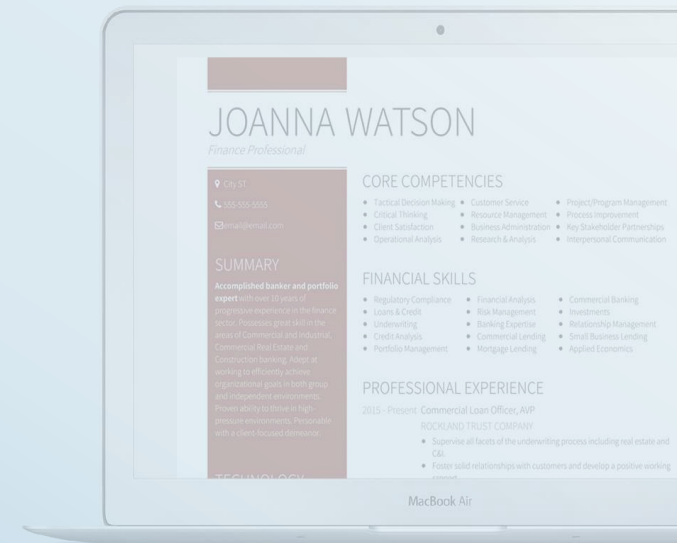 JOANNA WATSON
Finance Professional
City ST
555-555-5555
email@email.com
SUMMARY
Accomplished banker and portfolio
expert with over 10 years of
progressive experience in the finance
sector. Possesses great skill in the
areas of Commercial and Industrial,
Commercial Real Estate and
Construction banking. Adept at
working to efficiently achieve
organizational goals in both group
and independent environments.
Proven ability to thrive in high-
pressure environments. Personable
with a client-focused demeanor.
TECHNOLOGY
CORE COMPETENCIES
• Tactical Decision Making • Customer Service • Project/Program Management
• Critical Thinking • Resource Management • Process Improvement
• Client Satisfaction • Business Administration • Key Stakeholder Partnerships
• Operational Analysis • Research & Analysis • Interpersonal Communication
FINANCIAL SKILLS
• Regulatory Compliance • Financial Analysis • Commercial Banking
• Loans & Credit • Risk Management • Investments
• Underwriting • Banking Expertise • Relationship Management
• Credit Analysis • Commercial Lending • Small Business Lending
• Portfolio Management • Mortgage Lending • Applied Economics
PROFESSIONAL EXPERIENCE
2015 - Present Commercial Loan Officer, AVP
ROCKLAND TRUST COMPANY
• Supervise all facets of the underwriting process including real estate and
C&I.
• Foster solid relationships with customers and develop a positive working
MacBook Air